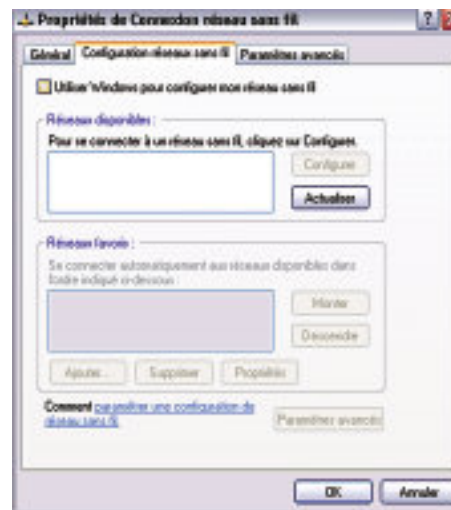 Propriétés de Connexion réseau sans fil
Général
Configuration réseaux sans fil
Paramètres avancés
Utiliser Windows pour configurer mon réseau sans fil
Réseaux disponibles :
Pour se connecter à un réseau sans fil, cliquez sur Configurer.
Configurer
Actualiser
Réseaux favoris :
Se connecter automatiquement aux réseaux disponibles dans
l'ordre indiqué ci-dessous :
Monter
Descendre
Ajouter...
Supprimer
Propriétés
Comment paramétrer une configuration de
réseau sans fil.
Paramètres avancés
OK
Annuler